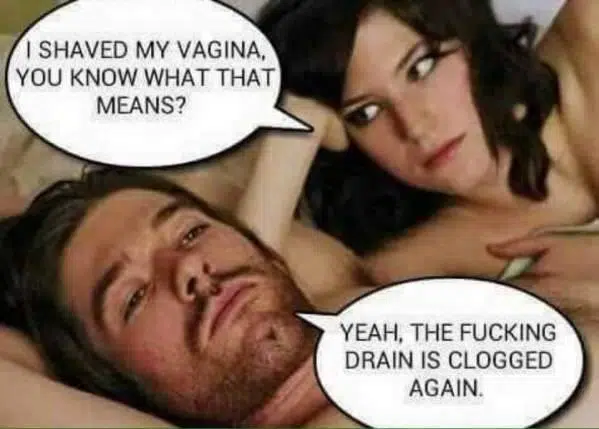 I SHAVED MY VAGINA,
YOU KNOW WHAT THAT
MEANS?
YEAH, THE FUCKING
DRAIN IS CLOGGED
AGAIN.